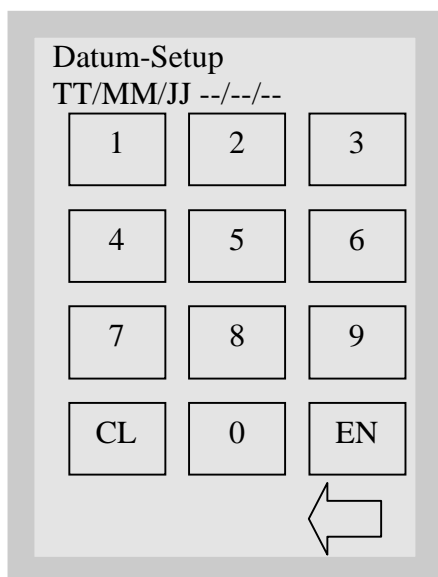 Datum-Setup
TT/MM/JJ --/--/--
1 2 3
4 5 6
7 8 9
CL 0 EN